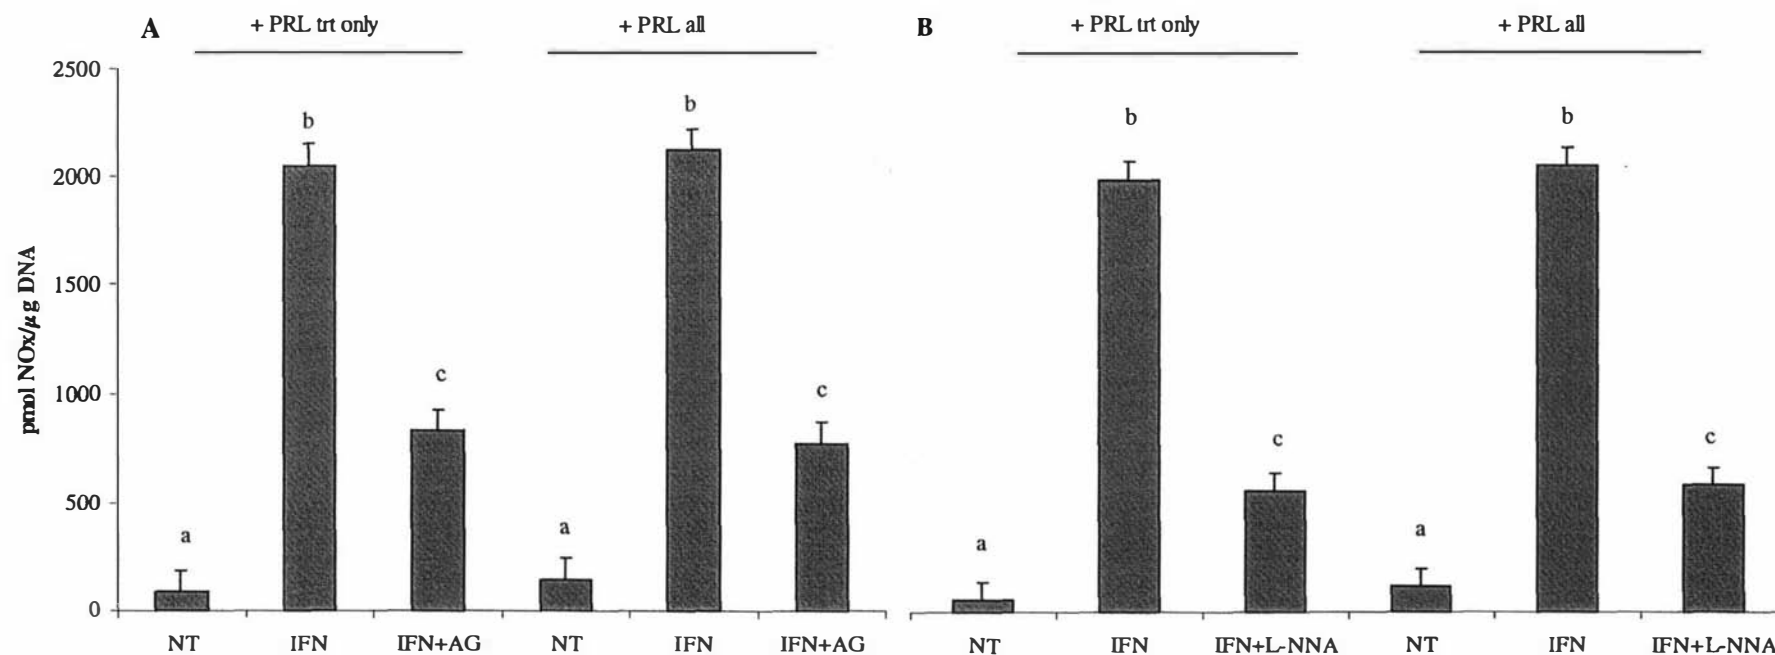 A
+ PRL trt only
+ PRL all
B
+ PRL trt only
+ PRL all
pmol NOx/µg DNA
2500
2000
1500
1000
500
0
a
b
c
a
b
c
a
b
c
a
b
c
NT
IFN
IFN+AG
NT
IFN
IFN+AG
NT
IFN
IFN+L-NNA
NT
IFN
IFN+L-NNA